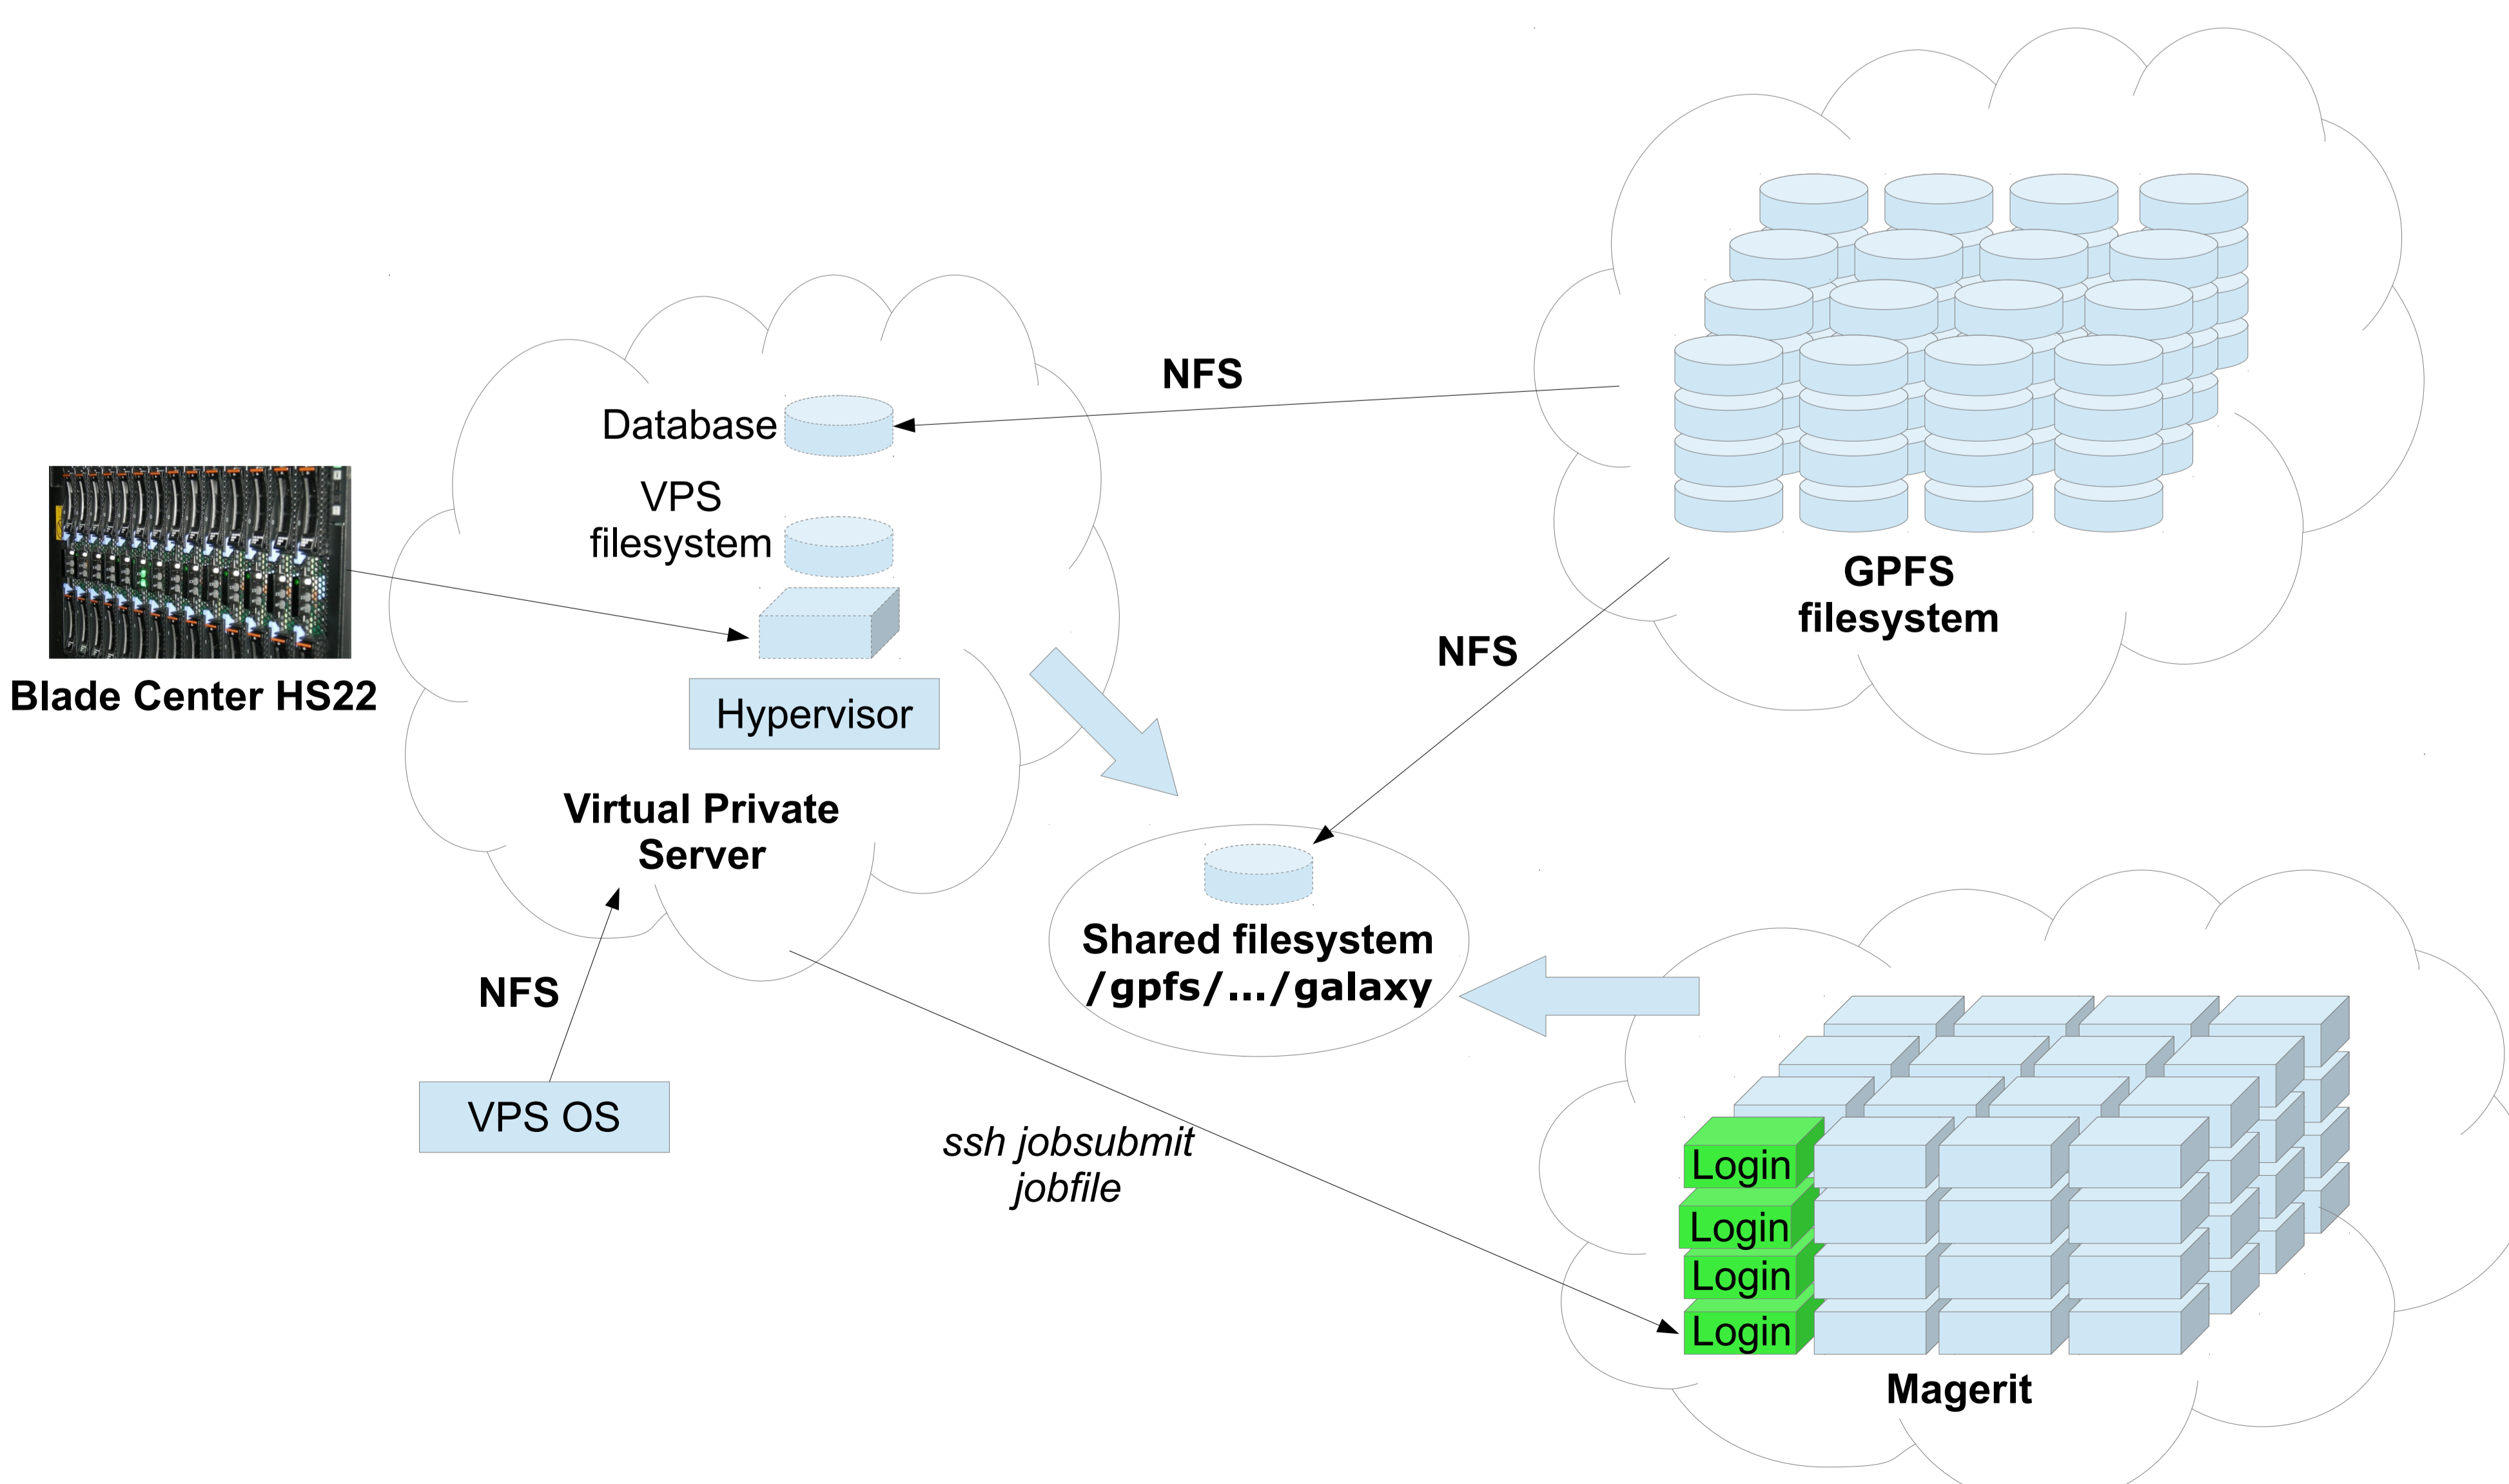 NFS
Database
VPS
filesystem
GPFS
filesystem
NFS
Blade Center HS22
Hypervisor
Virtual Private
Server
Shared filesystem
/gpfs/.../galaxy
NFS
VPS OS
ssh jobsubmit
jobfile
Login
Login
Login
Login
Magerit